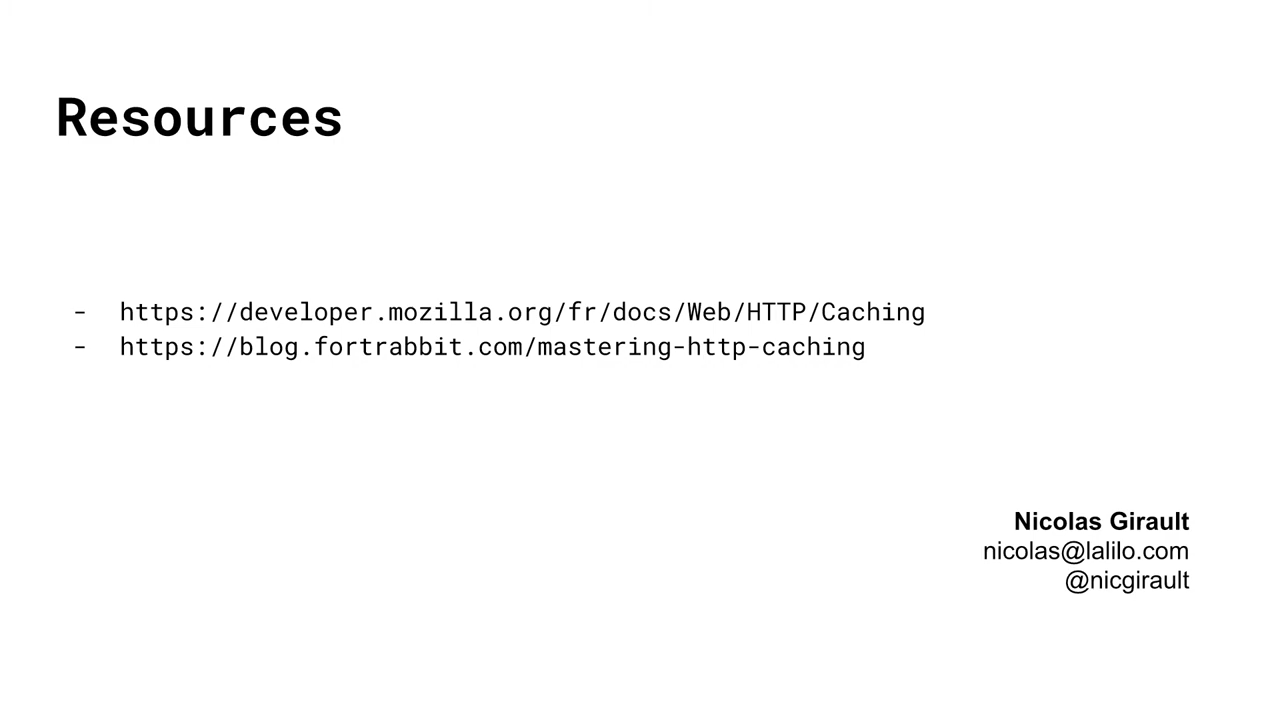 Resources
- https://developer.mozilla.org/fr/docs/Web/HTTP/Caching
- https://blog.fortrabbit.com/mastering-http-caching
Nicolas Girault
nicolas@lalilo.com
@nicgirault